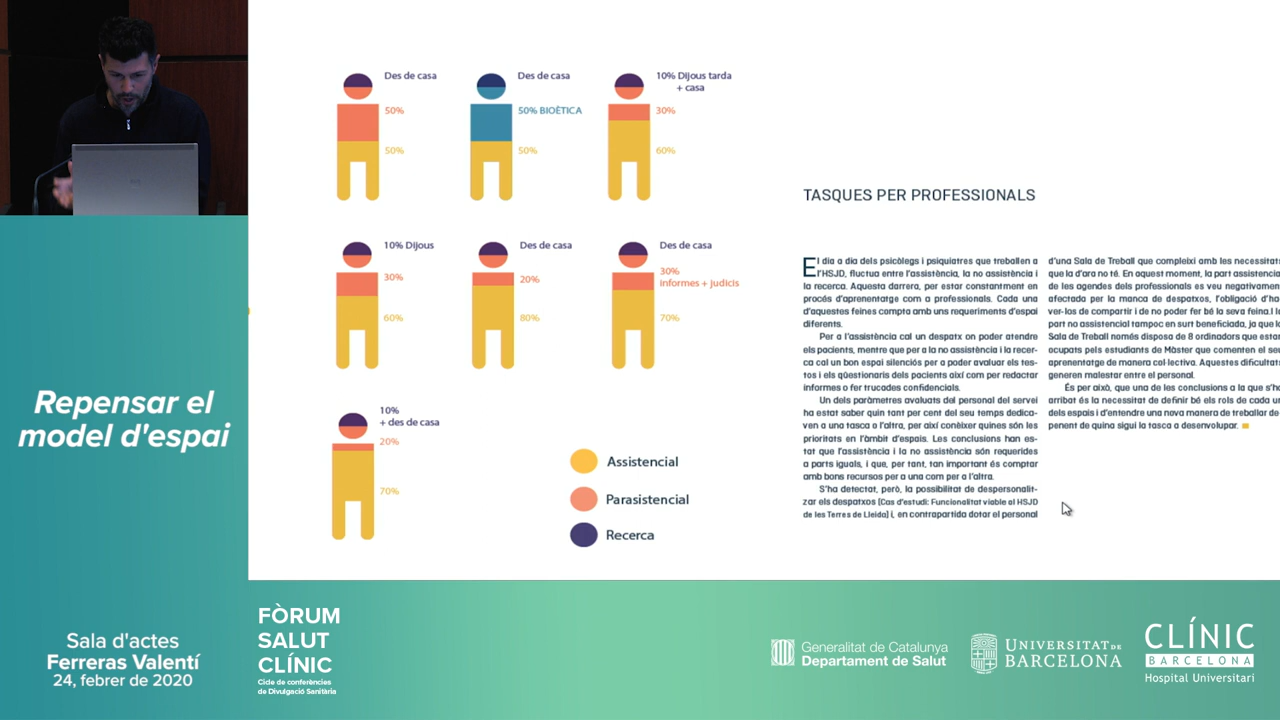 Des de casa
50%
50%
Des de casa
50% BIOÈTICA
50%
10% Dijous tarda
+ casa
30%
60%
10% Dijous
30%
60%
Des de casa
20%
80%
Des de casa
30%
informes + judicis
70%
10%
+ des de casa
20%
70%
Assistencial
Parasistencial
Recerca
TASQUES PER PROFESSIONALS
El dia a dia dels psicòlegs i psiquiatres que treballen a
l'HSJD, fluctua entre l'assistència, la no assistència i
la recerca. Aquesta darrera, per estar constantment en
procés d'aprenentatge com a professionals. Cada una
d'aquestes feines compta amb uns requeriments d'espai
diferents.
Per a l'assistència cal un despatx on poder atendre
els pacients, mentre que per a la no assistència i la recer-
ca cal un bon espai silenciós per a poder avaluar els tes-
tos i els qüestionaris dels pacients així com per redactar
informes o fer trucades confidencials.
Un dels paràmetres avaluats del personal del servei
ha estat saber quin tant per cent del seu temps dedica-
ven a una tasca o l'altra, per així conèixer quines són les
prioritats en l'àmbit d'espais. Les conclusions han es-
tat que l'assistència i la no assistència són requerides
a parts iguals, i que, per tant, tan important és comptar
amb bons recursos per a una com per a l'altra.
S'ha detectat, però, la possibilitat de despersonalit-
zar els despatxos (Cas d'estudi: Funcionalitat viable al HSJD
de les Terres de Lleida) i, en contrapartida dotar el personal
d'una Sala de Treball que compleixi amb les necessitats
que la d'ara no té. En aquest moment, la part assistencia
de les agendes dels professionals es veu negativamen
afectada per la manca de despatxos, l'obligació d'ha
ver-los de compartir i de no poder fer bé la seva feina.I l
part no assistencial tampoc en surt beneficiada, ja que l
Sala de Treball només disposa de 8 ordinadors que estan
ocupats pels estudiants de Màster que comenten el seu
aprenentatge de manera col·lectiva. Aquestes dificultats
generen malestar entre el personal.
És per això, que una de les conclusions a la que s'ha
arribat és la necessitat de definir bé els rols de cada u
dels espais i d'entendre una nova manera de treballar de
penent de quina sigui la tasca a desenvolupar.
Repensar el
model d'espai
Sala d'actes
Ferreras Valentí
24, febrer de 2020
FÒRUM
SALUT
CLÍNIC
Cicle de conferències
de Divulgació Sanitària
Generalitat de Catalunya
Departament de Salut
UNIVERSITAT DE
BARCELONA
CLÍNIC
BARCELONA
Hospital Universitari